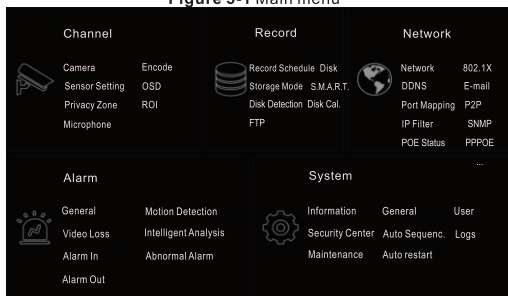 Figure 5-1 Main menu
Channel
Camera Encode
Sensor Setting OSD
Privacy Zone ROI
Microphone
Record
Record Schedule Disk
Storage Mode S.M.A.R.T.
Disk Detection Disk Cal.
FTP
Network
Network 802.1X
DDNS E-mail
Port Mapping P2P
IP Filter SNMP
POE Status PPPOE
...
Alarm
General Motion Detection
Video Loss Intelligent Analysis
Alarm In Abnormal Alarm
Alarm Out
System
Information General User
Security Center Auto Sequenc. Logs
Maintenance Auto restart